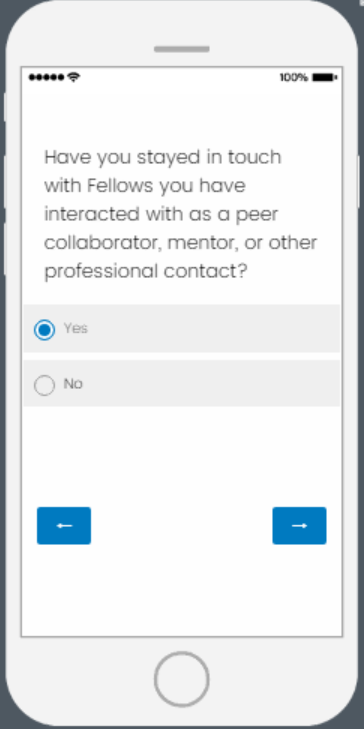 100%
Have you stayed in touch
with Fellows you have
interacted with as a peer
collaborator, mentor, or other
professional contact?
Yes
No